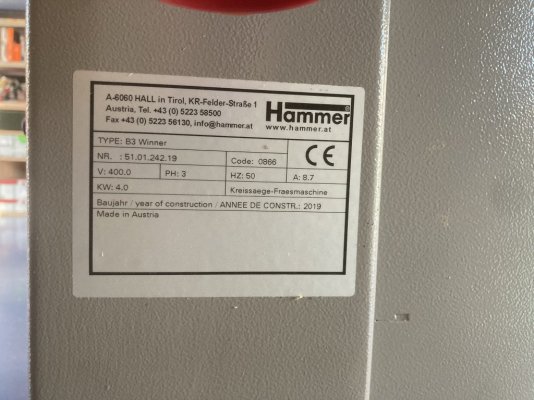 A-6060 HALL in Tirol, KR-Felder-Straße 1
Austria, Tel. +43 (0) 5223 58500
Fax +43 (0) 5223 56130, info@hammer.at
Hammer®
www.hammer.at
TYPE: B3 Winner
NR. : 51.01.242.19 Code: 0866
CE
V: 400.0 PH: 3 HZ: 50 A: 8.7
KW: 4.0 Kreissaege-Fraesmaschine
Baujahr / year of construction / ANNEE DE CONSTR.: 2019
Made in Austria